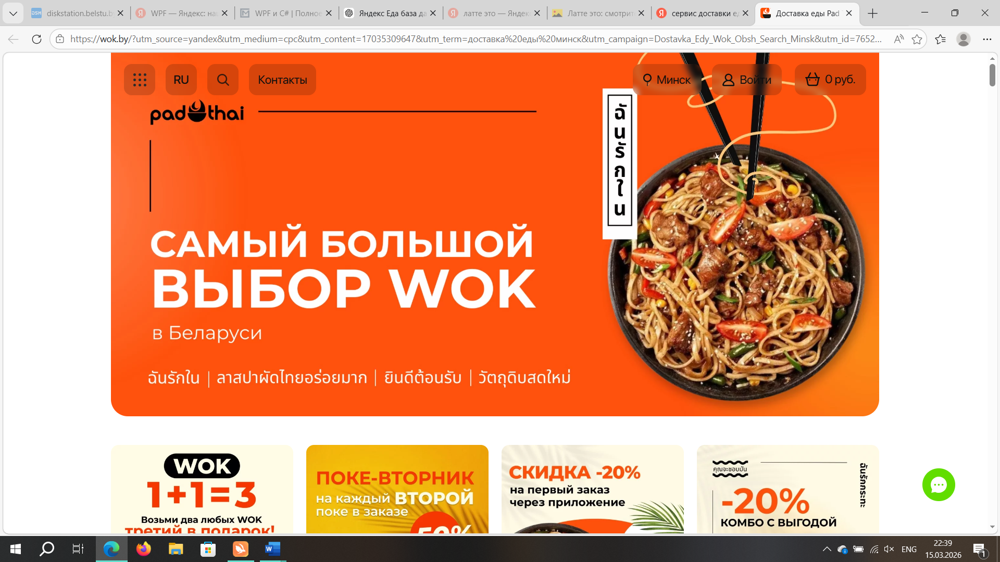 diskstation.belstu.b
WPF — Яндекс: на
WPF и C# | Полное
Яндекс Еда база да
латте это — Яндек
Латте это: смотрит
сервис доставки е
Доставка еды Pad
https://wok.by/?utm_source=yandex&utm_medium=cpc&utm_content=17035309647&utm_term=доставка%20еды%20минск&utm_campaign=Dostavka_Edy_Wok_Obsh_Search_Minsk&utm_id=7652...
RU
Контакты
Минск
Войти
0 руб.
pad thai
ฉันรักใน
САМЫЙ БОЛЬШОЙ
ВЫБОР WOK
в Беларуси
ฉันรักใน | ลาสปาผัดไทยอร่อยมาก | ยินดีต้อนรับ | วัตถุดิบสดใหม่
WOK
1+1=3
Возьми два любых WOK
третий в подарок!
ПОКЕ-ВТОРНИК
на каждый ВТОРОЙ
поке в заказе
50%
СКИДКА -20%
на первый заказ
через приложение
คุณจะชอบมัน
ฉันรักกระทะ
-20%
КОМБО С ВЫГОДОЙ
ENG
22:39
15.03.2026
1